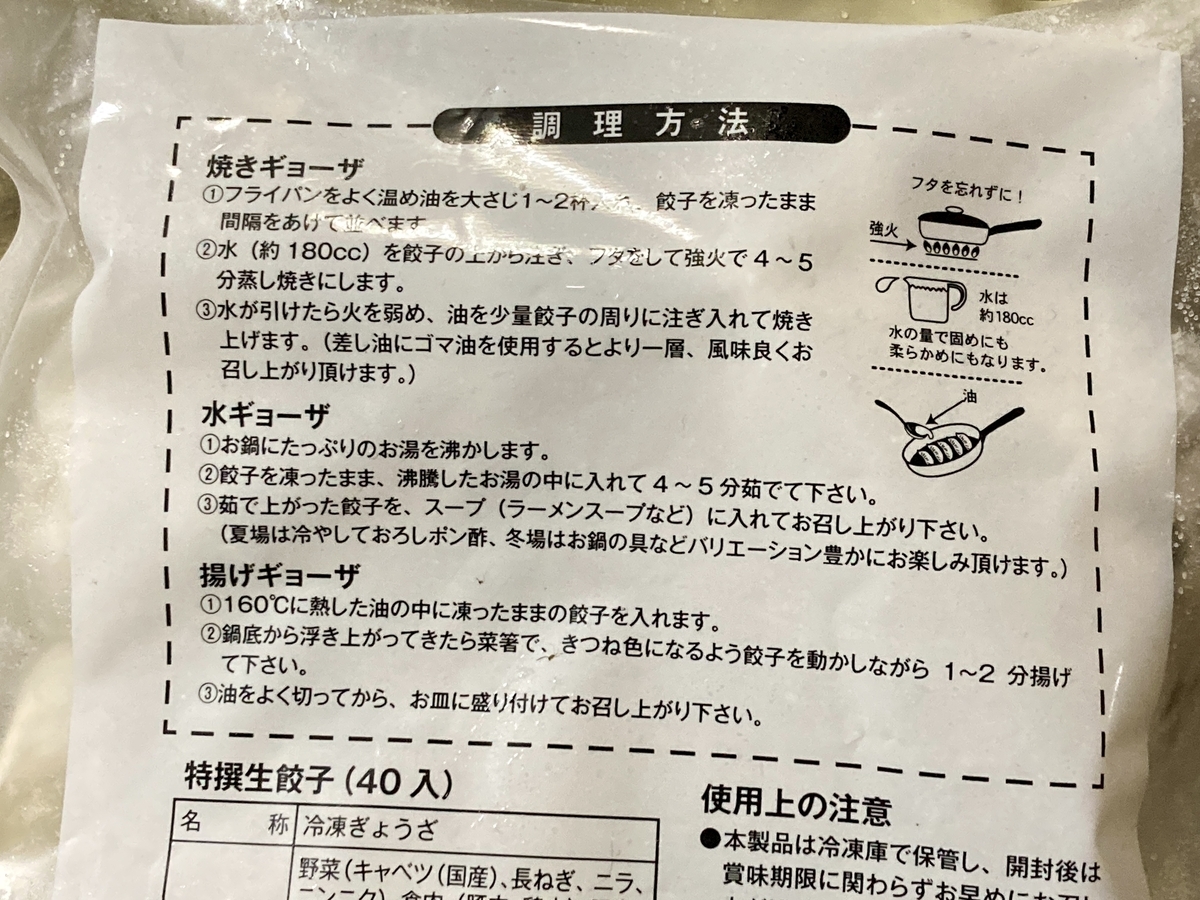 調理方法
焼きギョーザ
①フライパンをよく温め油を大さじ1～2杯入れ、餃子を凍ったまま
間隔をあけて並べます
②水（約180cc）を餃子の上から注ぎ、フタをして強火で4～5
分蒸し焼きにします。
③水が引けたら火を弱め、油を少量餃子の周りに注ぎ入れて焼き
上げます。（差し油にゴマ油を使用するとより一層、風味良くお
召し上がり頂けます。）
フタを忘れずに！
強火
水は
約180cc
水の量で固めにも
柔らかめにもなります。
油
水ギョーザ
①お鍋にたっぷりのお湯を沸かします。
②餃子を凍ったまま、沸騰したお湯の中に入れて4～5分茹でて下さい。
③茹で上がった餃子を、スープ（ラーメンスープなど）に入れてお召し上がり下さい。
（夏場は冷やしておろしポン酢、冬場はお鍋の具などバリエーション豊かにお楽しみ頂けます。）
揚げギョーザ
①160℃に熱した油の中に凍ったままの餃子を入れます。
②鍋底から浮き上がってきたら菜箸で、きつね色になるよう餃子を動かしながら 1～2 分揚げ
て下さい。
③油をよく切ってから、お皿に盛り付けてお召し上がり下さい。
特撰生餃子（40入）
名　称 冷凍ぎょうざ
野菜（キャベツ（国産）、長ねぎ、ニラ、
ニンニク）、食肉
使用上の注意
●本製品は冷凍庫で保管し、開封後は
賞味期限に関わらずお早めにお召し